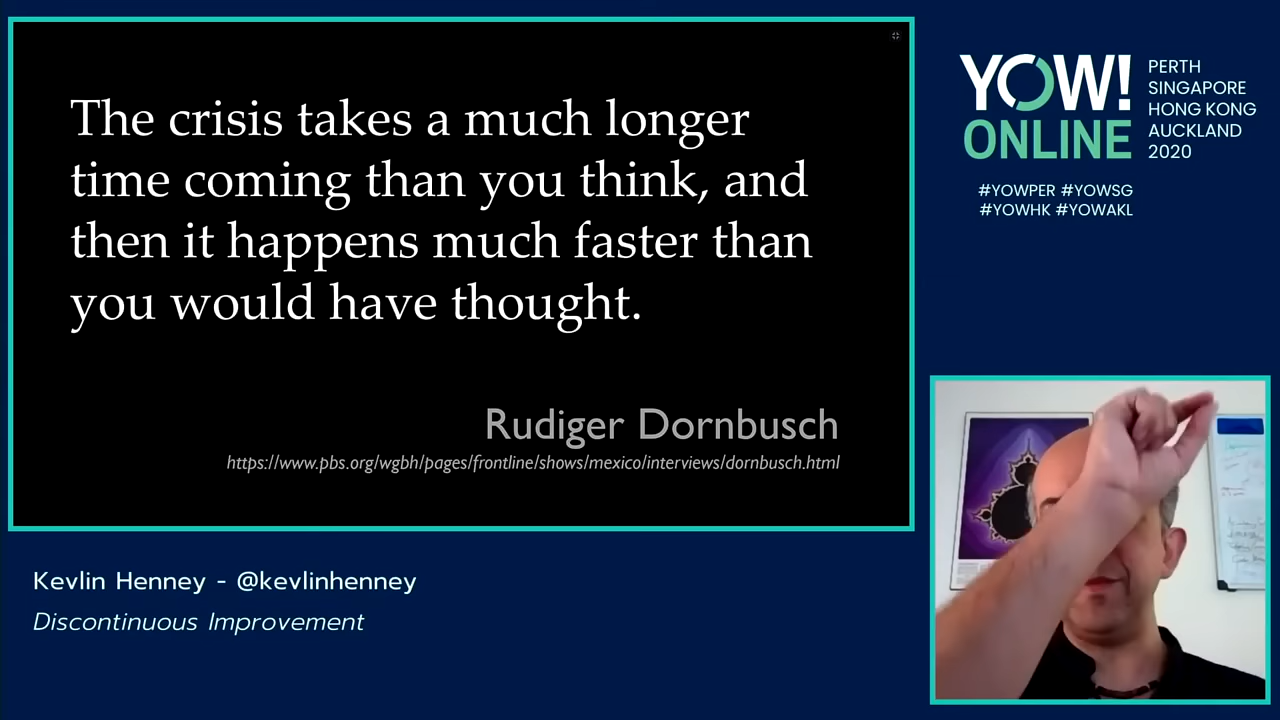 The crisis takes a much longer
time coming than you think, and
then it happens much faster than
you would have thought.
Rudiger Dornbusch
https://www.pbs.org/wgbh/pages/frontline/shows/mexico/interviews/dornbusch.html
YOW!
ONLINE
PERTH
SINGAPORE
HONG KONG
AUCKLAND
2020
#YOWPER #YOWSG
#YOWHK #YOWAKL
Kevlin Henney - @kevlinhenney
Discontinuous Improvement